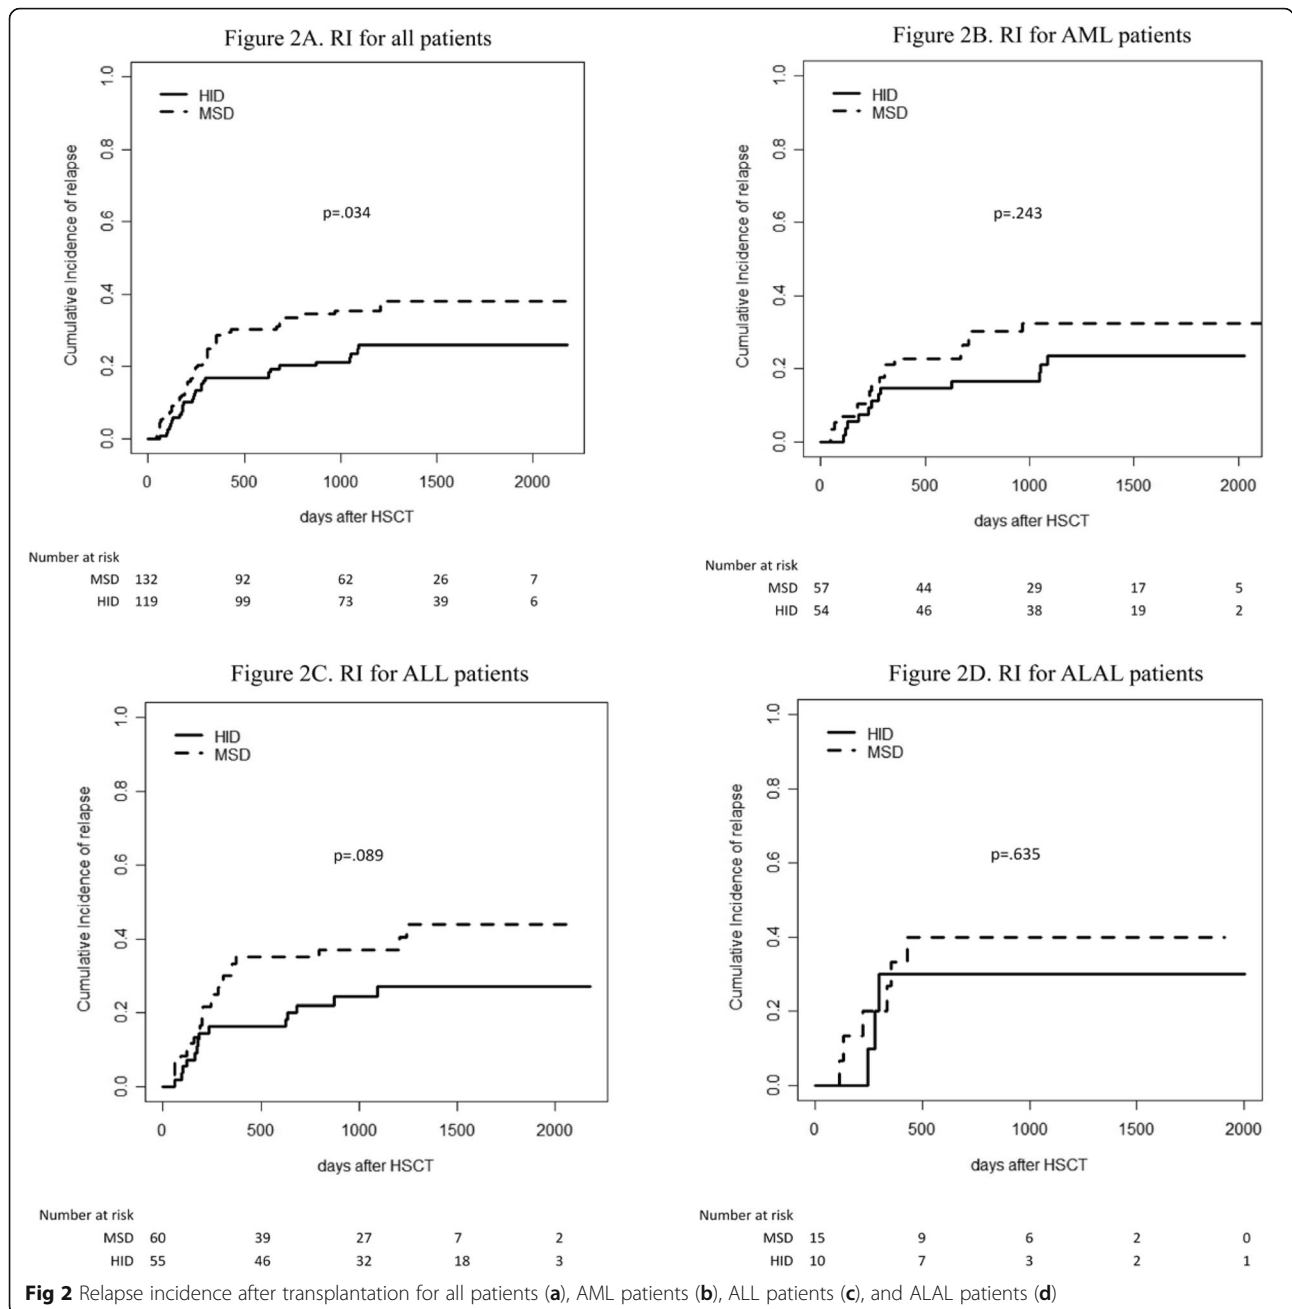 Figure 2A. RI for all patients
HID
MSD
p=.034
Cumulative Incidence of relapse
0.0 0.2 0.4 0.6 0.8 1.0
0 500 1000 1500 2000
days after HSCT
Number at risk
MSD 132 92 62 26 7
HID 119 99 73 39 6
Figure 2B. RI for AML patients
HID
MSD
p=.243
Cumulative Incidence of relapse
0.0 0.2 0.4 0.6 0.8 1.0
0 500 1000 1500 2000
days after HSCT
Number at risk
MSD 57 44 29 17 5
HID 54 46 38 19 2
Figure 2C. RI for ALL patients
HID
MSD
p=.089
Cumulative Incidence of relapse
0.0 0.2 0.4 0.6 0.8 1.0
0 500 1000 1500 2000
days after HSCT
Number at risk
MSD 60 39 27 7 2
HID 55 46 32 18 3
Figure 2D. RI for ALAL patients
HID
MSD
p=.635
Cumulative Incidence of relapse
0.0 0.2 0.4 0.6 0.8 1.0
0 500 1000 1500 2000
days after HSCT
Number at risk
MSD 15 9 6 2 0
HID 10 7 3 2 1
Fig 2 Relapse incidence after transplantation for all patients (a), AML patients (b), ALL patients (c), and ALAL patients (d)